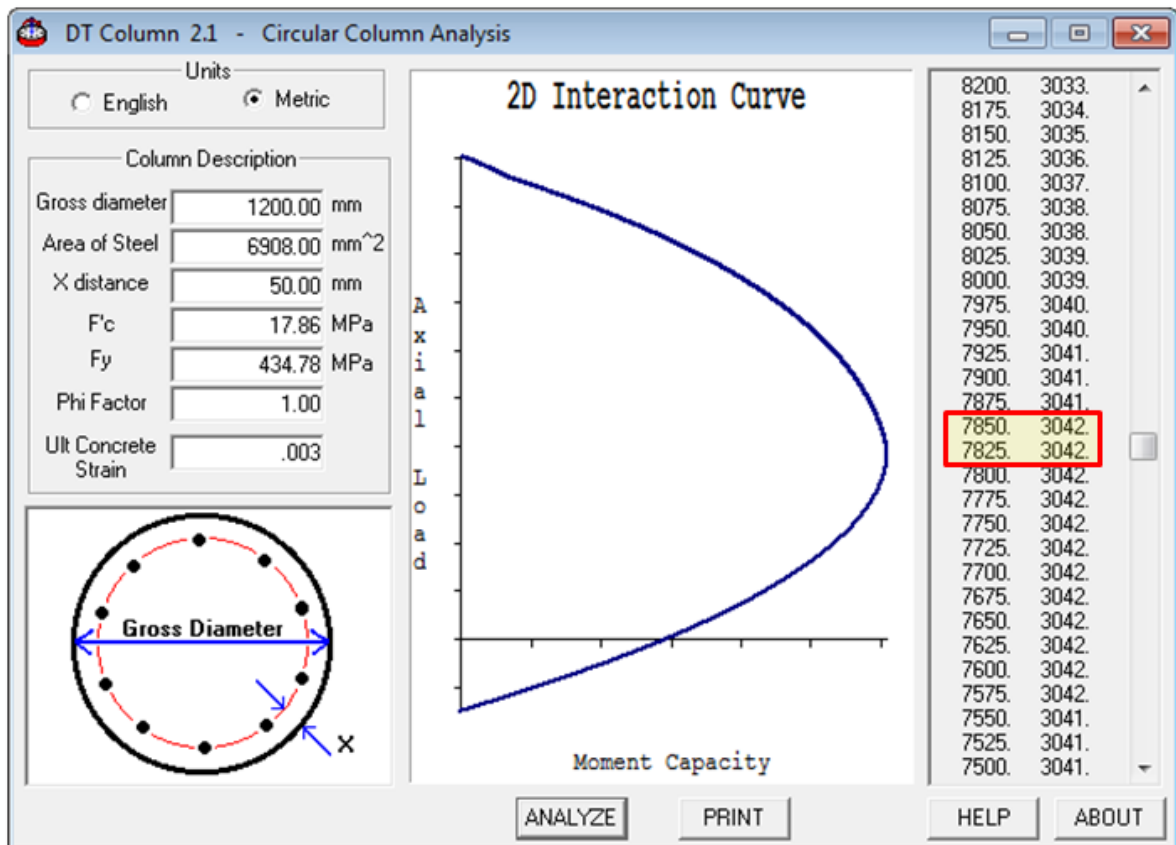 DT Column 2.1 - Circular Column Analysis
Units
English
Metric
Column Description
Gross diameter 1200.00 mm
Area of Steel 6908.00 mm^2
X distance 50.00 mm
F'c 17.86 MPa
Fy 434.78 MPa
Phi Factor 1.00
Ult Concrete
Strain .003
Gross Diameter
X
2D Interaction Curve
Axial Load
Moment Capacity
8200. 3033.
8175. 3034.
8150. 3035.
8125. 3036.
8100. 3037.
8075. 3038.
8050. 3038.
8025. 3039.
8000. 3039.
7975. 3040.
7950. 3040.
7925. 3041.
7900. 3041.
7875. 3041.
7850. 3042.
7825. 3042.
7800. 3042.
7775. 3042.
7750. 3042.
7725. 3042.
7700. 3042.
7675. 3042.
7650. 3042.
7625. 3042.
7600. 3042.
7575. 3042.
7550. 3041.
7525. 3041.
7500. 3041.
ANALYZE
PRINT
HELP
ABOUT